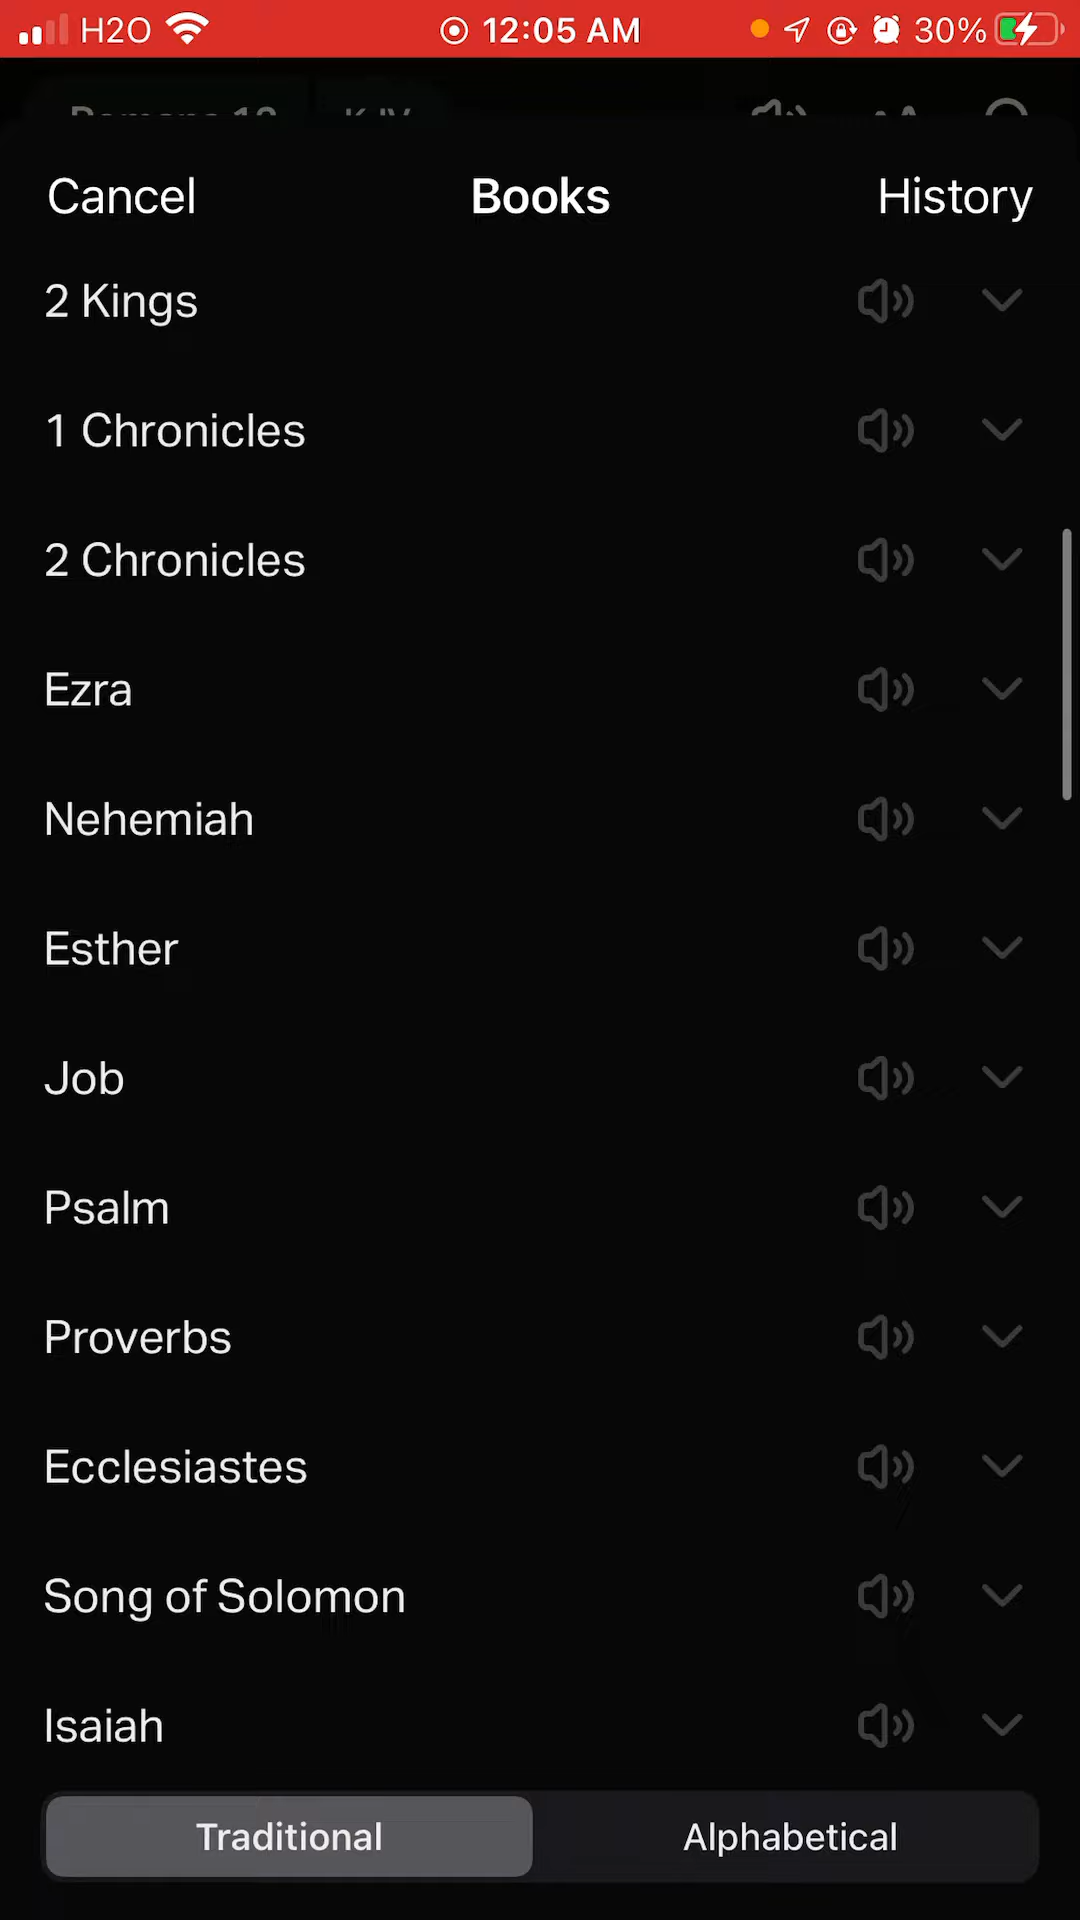 H2O 12:05 AM 30%
Cancel Books History
2 Kings
1 Chronicles
2 Chronicles
Ezra
Nehemiah
Esther
Job
Psalm
Proverbs
Ecclesiastes
Song of Solomon
Isaiah
Traditional Alphabetical